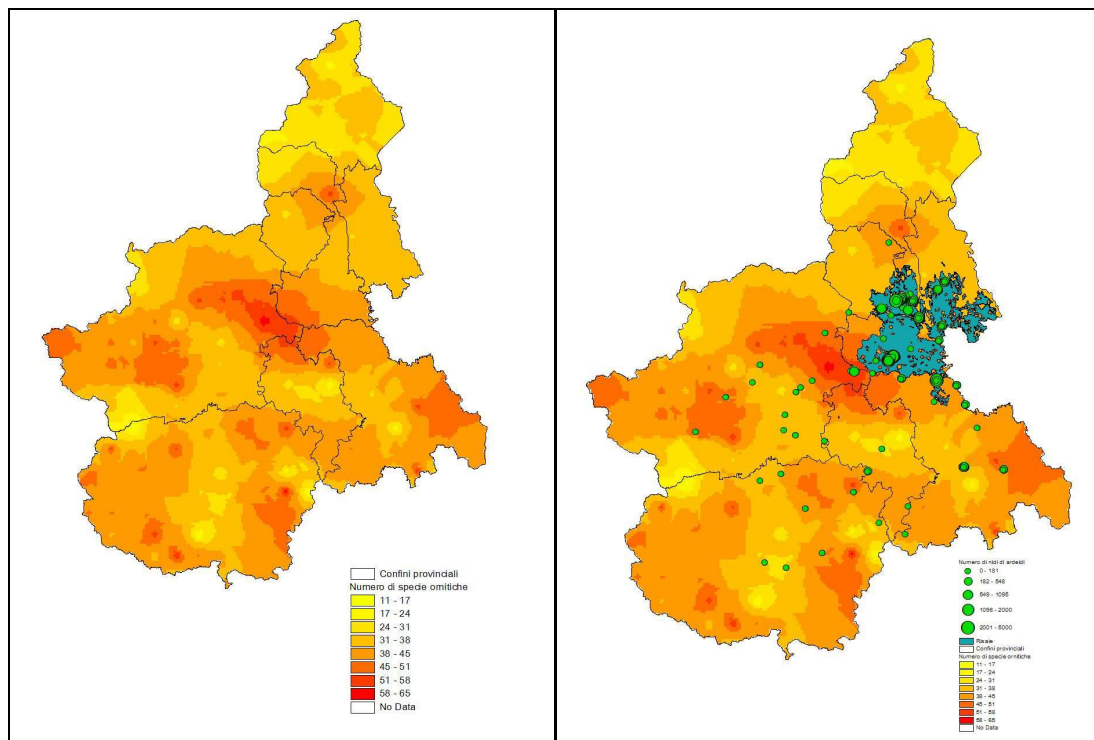 Confini provinciali
Numero di specie ornitiche
11 - 17
17 - 24
24 - 31
31 - 38
38 - 45
45 - 51
51 - 58
58 - 65
No Data
Numero di nidi di ardeidi
0 - 181
182 - 548
549 - 1095
1096 - 2000
2001 - 5000
Risaie
Confini provinciali
Numero di specie ornitiche
11 - 17
17 - 24
24 - 31
31 - 38
38 - 45
45 - 51
51 - 58
58 - 65
No Data